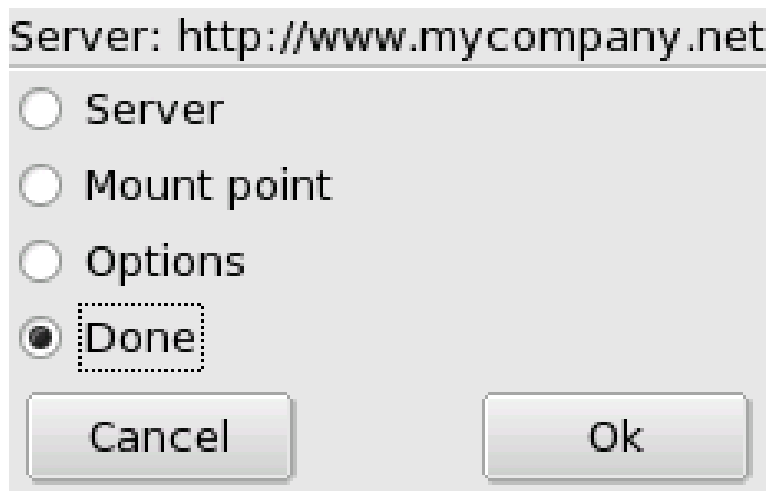 Server: http://www.mycompany.net
Server
Mount point
Options
Done
Cancel Ok